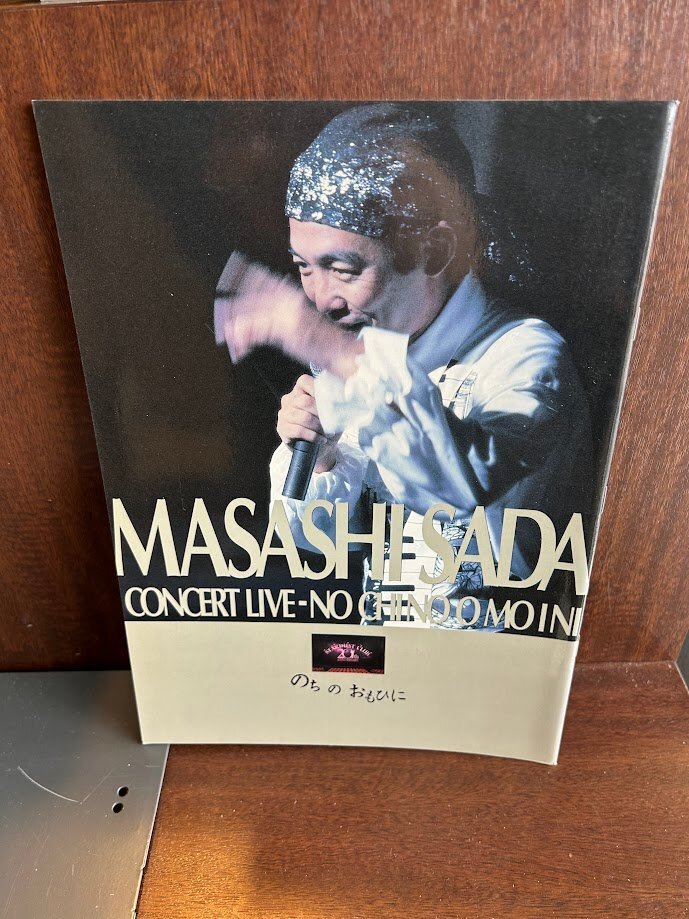 MASASHI SADA
CONCERT LIVE-NO CHI NO O MO I NI
のちのおもひに